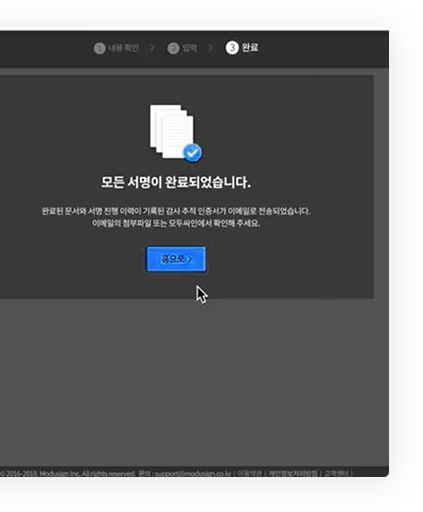 1 내용 확인 > 2 입력 > 3 완료
모든 서명이 완료되었습니다.
완료된 문서와 서명 진행 이력이 기록된 감사 추적 인증서가 이메일로 전송되었습니다.
이메일의 첨부파일 또는 모두싸인에서 확인해 주세요.
홈으로 >
© 2016-2018. Modusign Inc. All rights reserved. 문의 : support@modusign.co.kr | 이용약관 | 개인정보처리방침 | 고객센터 |